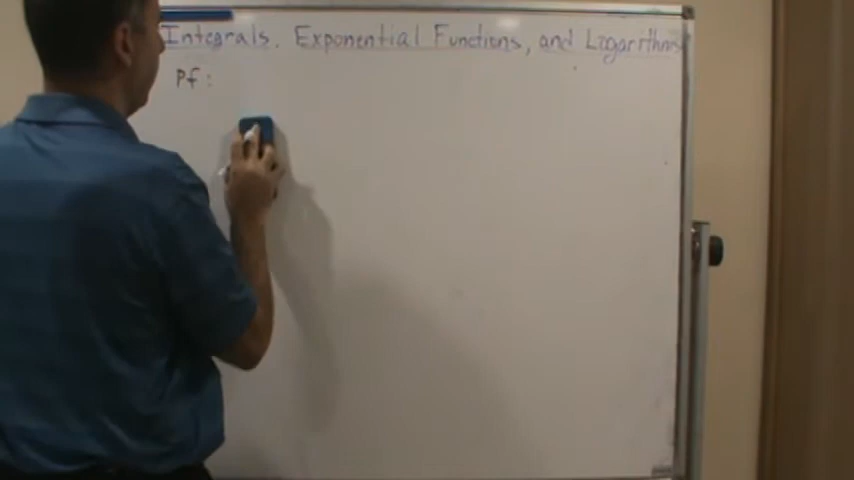 Integrals, Exponential Functions, and Logarithms
Pf: